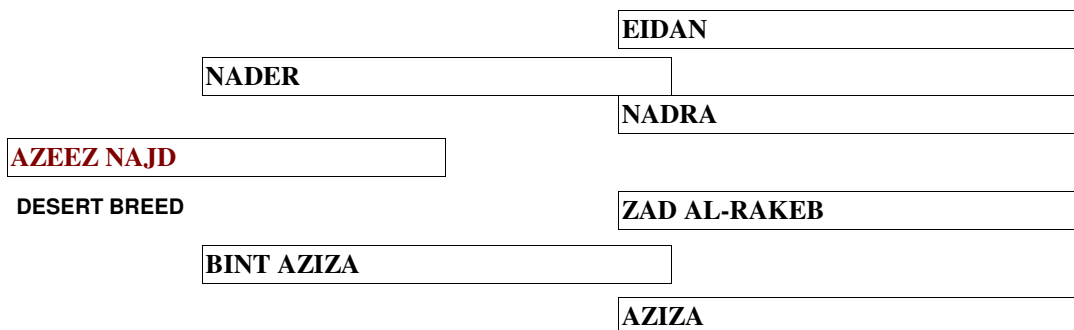 EIDAN
NADER
NADRA
AZEEZ NAJD
DESERT BREED
ZAD AL-RAKEB
BINT AZIZA
AZIZA